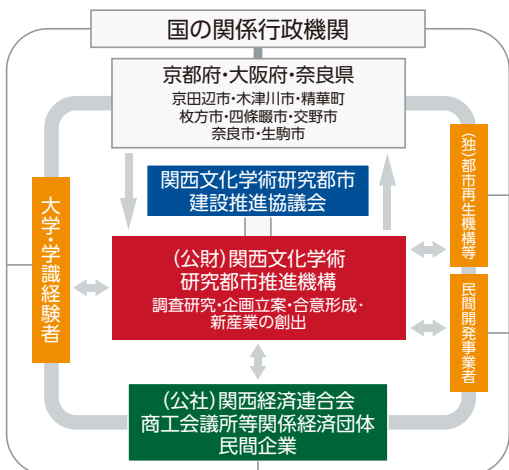 国の関係行政機関
京都府・大阪府・奈良県
京田辺市・木津川市・精華町
枚方市・四條畷市・交野市
奈良市・生駒市
関西文化学術研究都市
建設推進協議会
大学・学識経験者
(公財)関西文化学術
研究都市推進機構
調査研究・企画立案・合意形成・
新産業の創出
(独)都市再生機構等
民間開発事業者
(公社)関西経済連合会
商工会議所等関係経済団体
民間企業